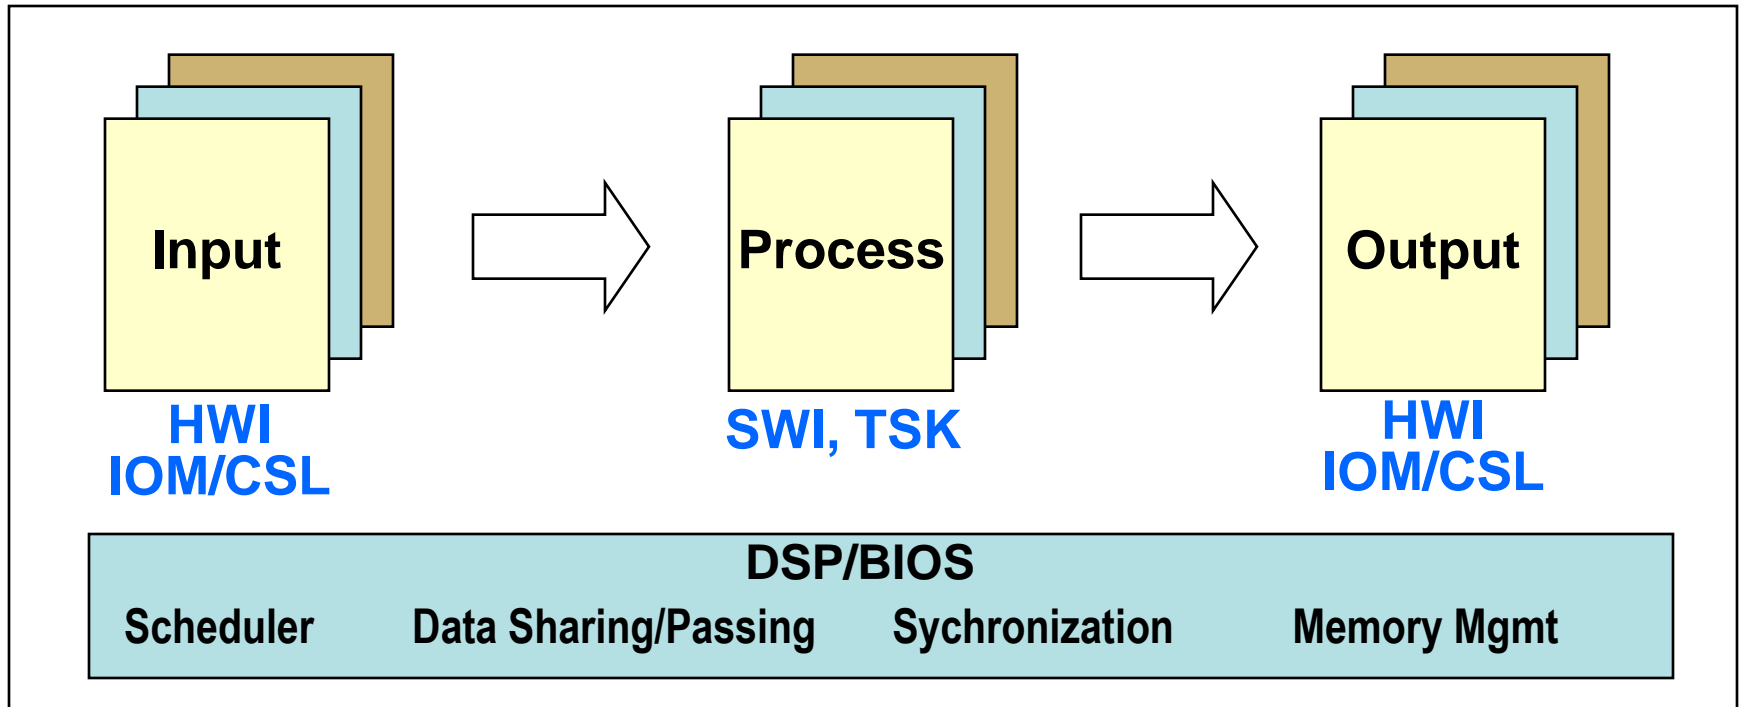 Input
Process
Output
HWI
IOM/CSL
SWI, TSK
HWI
IOM/CSL
DSP/BIOS
Scheduler Data Sharing/Passing Sychronization Memory Mgmt